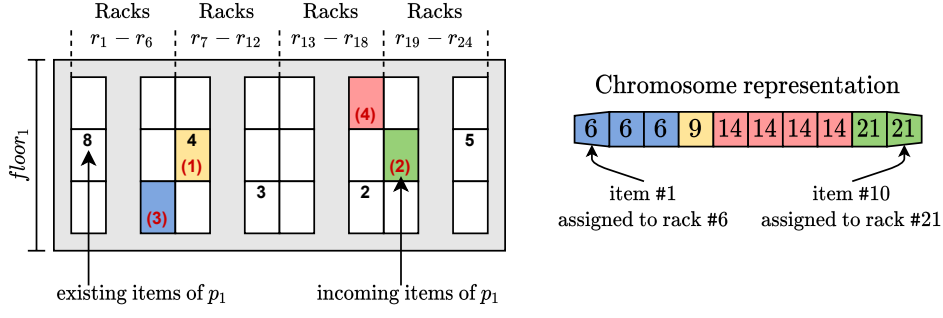 Racks Racks Racks Racks
r₁ − r₆ r₇ − r₁₂ r₁₃ − r₁₈ r₁₉ − r₂₄
floor₁
(4)
8 4 5
(1) (2)
3 2
(3)
existing items of p₁ incoming items of p₁
Chromosome representation
6 6 6 9 14 14 14 14 21 21
item #1
assigned to rack #6
item #10
assigned to rack #21